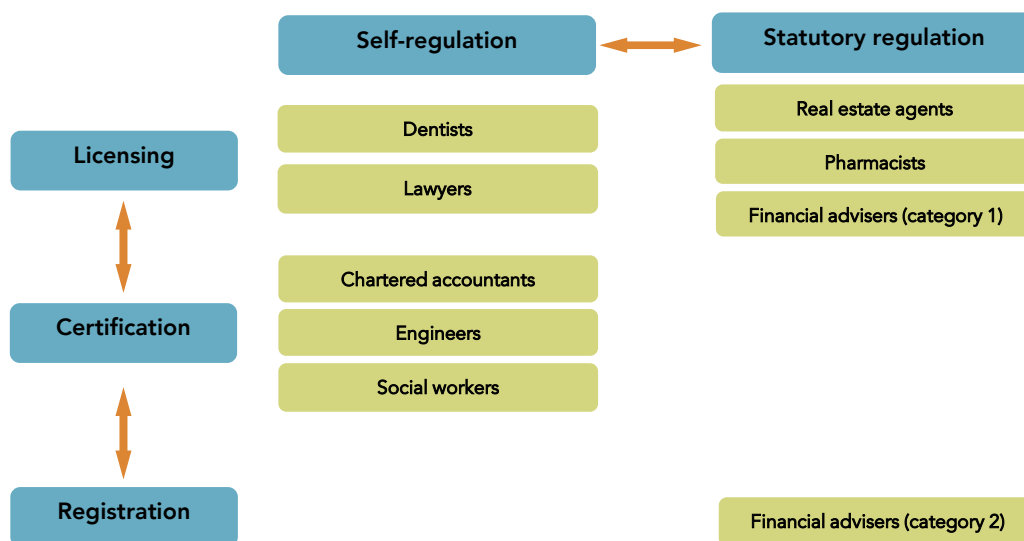 Self-regulation
Statutory regulation
Licensing
Dentists
Real estate agents
Lawyers
Pharmacists
Financial advisers (category 1)
Certification
Chartered accountants
Engineers
Social workers
Registration
Financial advisers (category 2)